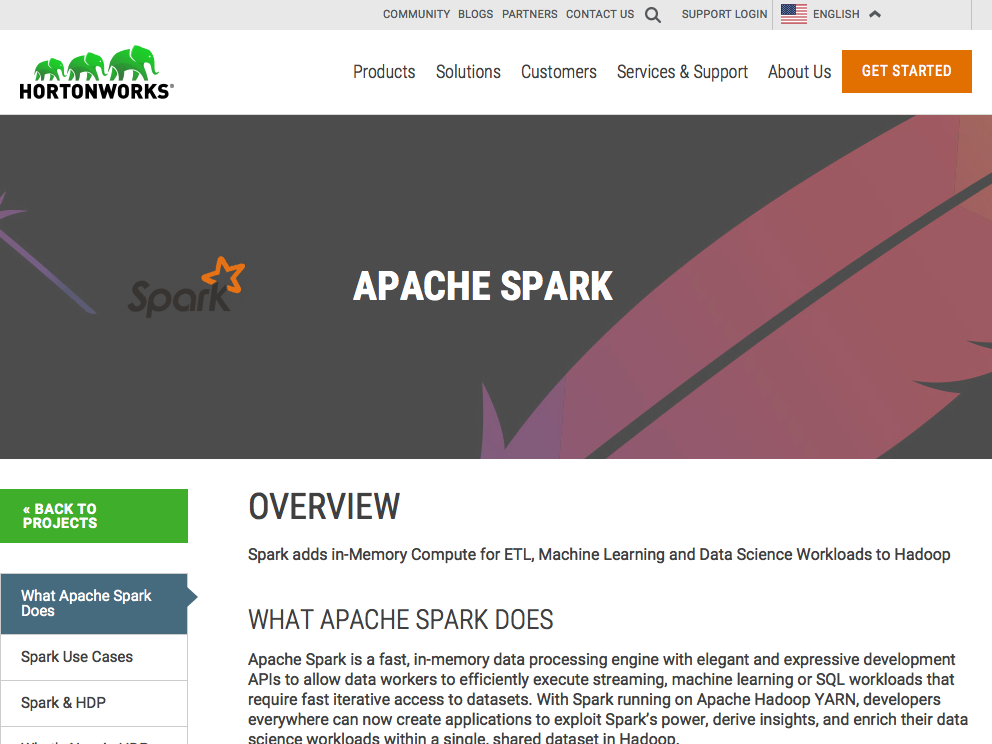 COMMUNITY BLOGS PARTNERS CONTACT US SUPPORT LOGIN ENGLISH
HORTONWORKS®
Products Solutions Customers Services & Support About Us GET STARTED
Spark
APACHE SPARK
« BACK TO
PROJECTS
What Apache Spark
Does
Spark Use Cases
Spark & HDP
OVERVIEW
Spark adds in-Memory Compute for ETL, Machine Learning and Data Science Workloads to Hadoop
WHAT APACHE SPARK DOES
Apache Spark is a fast, in-memory data processing engine with elegant and expressive development
APIs to allow data workers to efficiently execute streaming, machine learning or SQL workloads that
require fast iterative access to datasets. With Spark running on Apache Hadoop YARN, developers
everywhere can now create applications to exploit Spark's power, derive insights, and enrich their data
science workloads within a single, shared dataset in Hadoop.